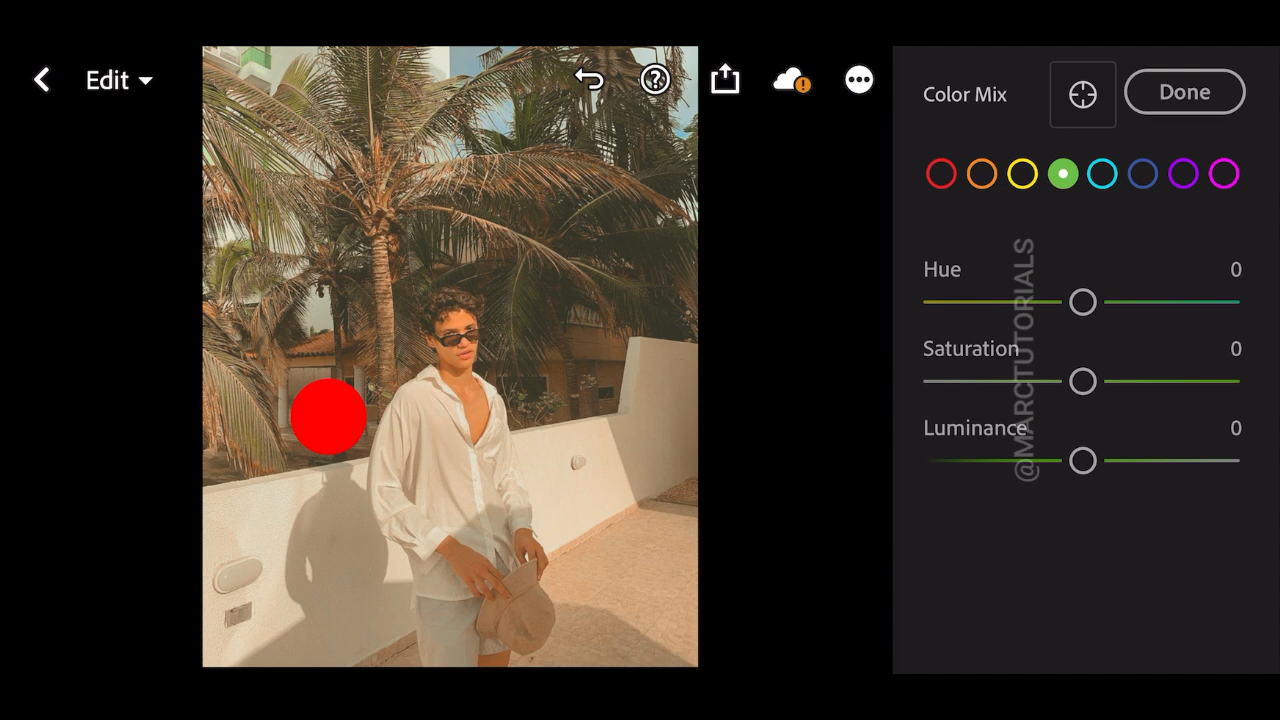 Edit
Color Mix
Done
Hue 0
Saturation 0
Luminance 0
@MARCTUTORIALS